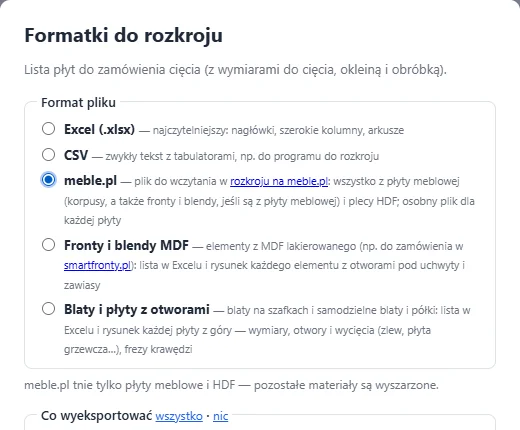 Formatki do rozkroju
Lista płyt do zamówienia cięcia (z wymiarami do cięcia, okleiną i obróbką).
Format pliku
Excel (.xlsx) — najczytelniejszy: nagłówki, szerokie kolumny, arkusze
CSV — zwykły tekst z tabulatorami, np. do programu do rozkroju
meble.pl — plik do wczytania w rozkroju na meble.pl: wszystko z płyty meblowej
(korpusy, a także fronty i blendy, jeśli są z płyty meblowej) i plecy HDF; osobny plik dla
każdej płyty
Fronty i blendy MDF — elementy z MDF lakierowanego (np. do zamówienia w
smartfronty.pl): lista w Excelu i rysunek każdego elementu z otworami pod uchwyty i
zawiasy
Blaty i płyty z otworami — blaty na szafkach i samodzielne blaty i półki: lista w
Excelu i rysunek każdej płyty z góry — wymiary, otwory i wycięcia (zlew, płyta
grzewcza...), frezy krawędzi
meble.pl tnie tylko płyty meblowe i HDF — pozostałe materiały są wyszarzone.
Co wyeksportować wszystko · nic